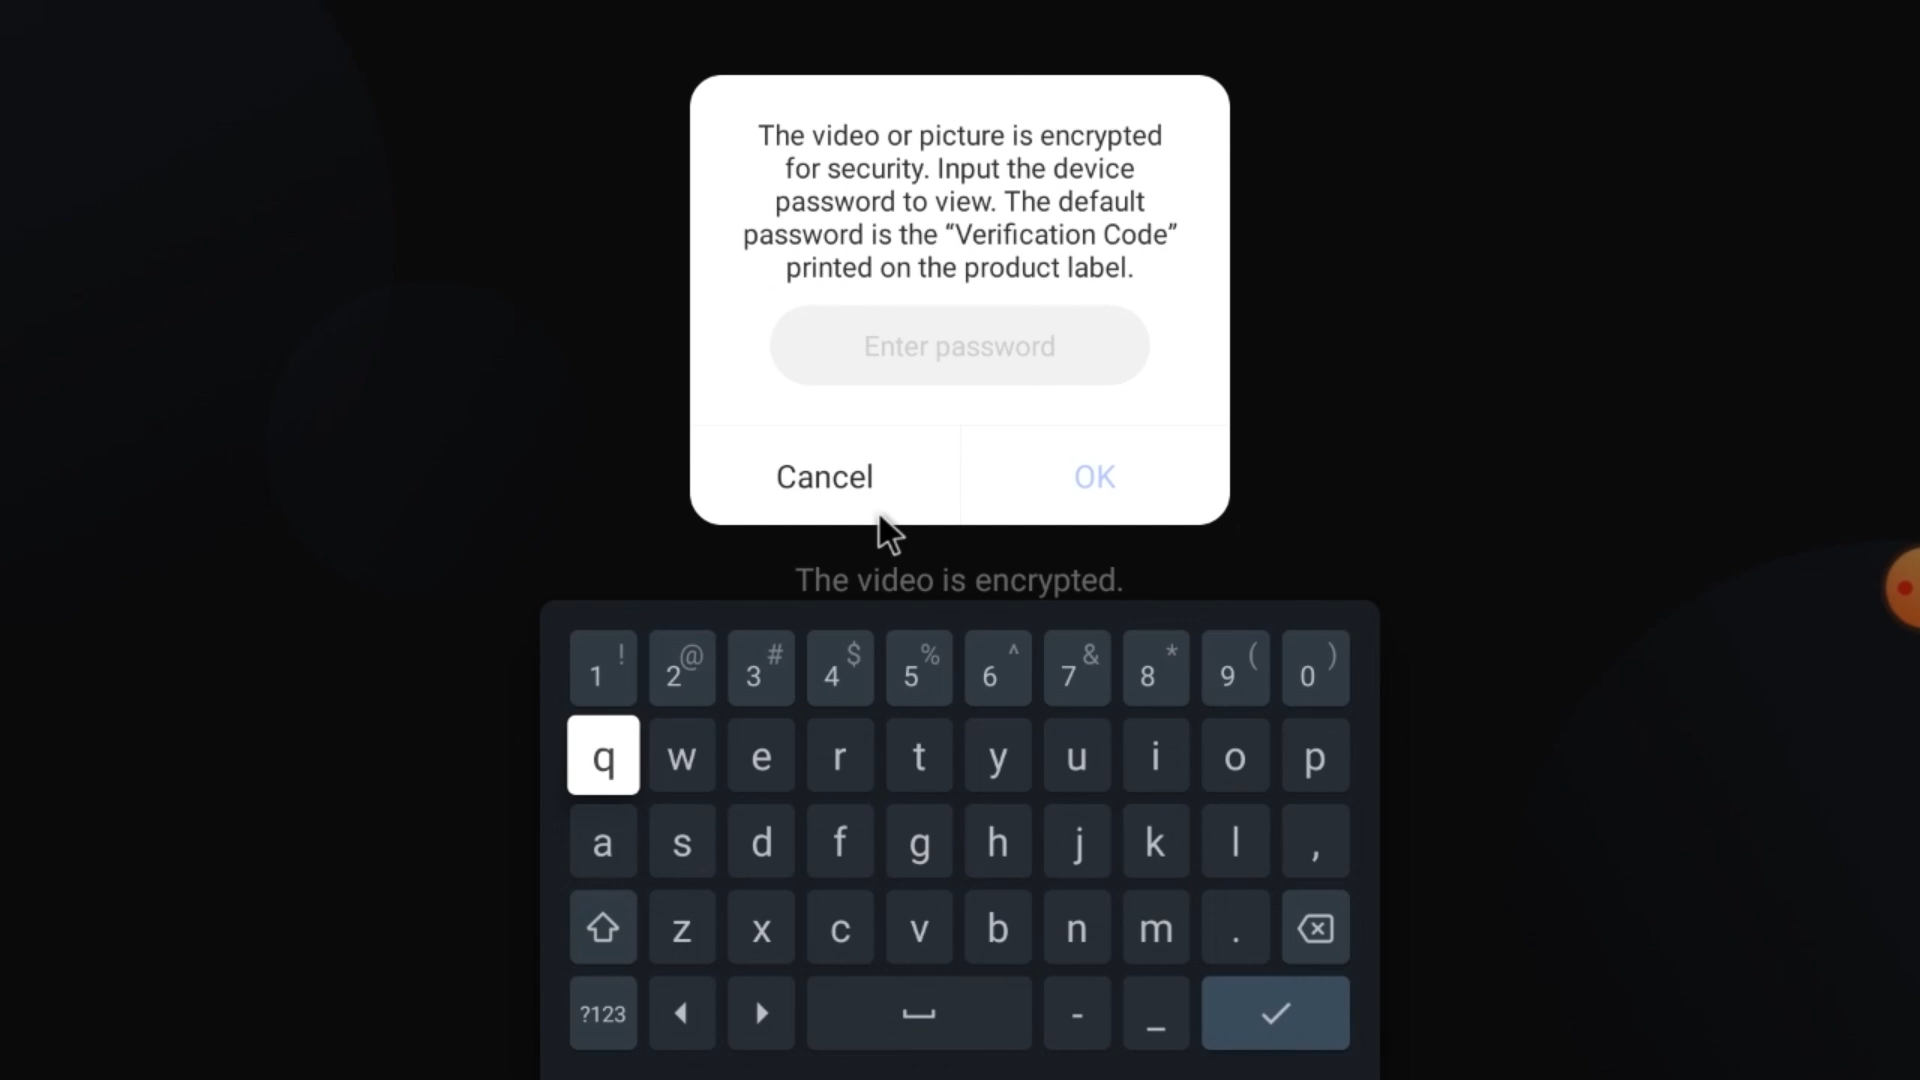 The video or picture is encrypted
for security. Input the device
password to view. The default
password is the “Verification Code”
printed on the product label.
Enter password
Cancel OK
The video is encrypted.
1 ! 2 @ 3 # 4 $ 5 % 6 ^ 7 & 8 * 9 ( 0 )
q w e r t y u i o p
a s d f g h j k l ,
z x c v b n m .
?123 - _